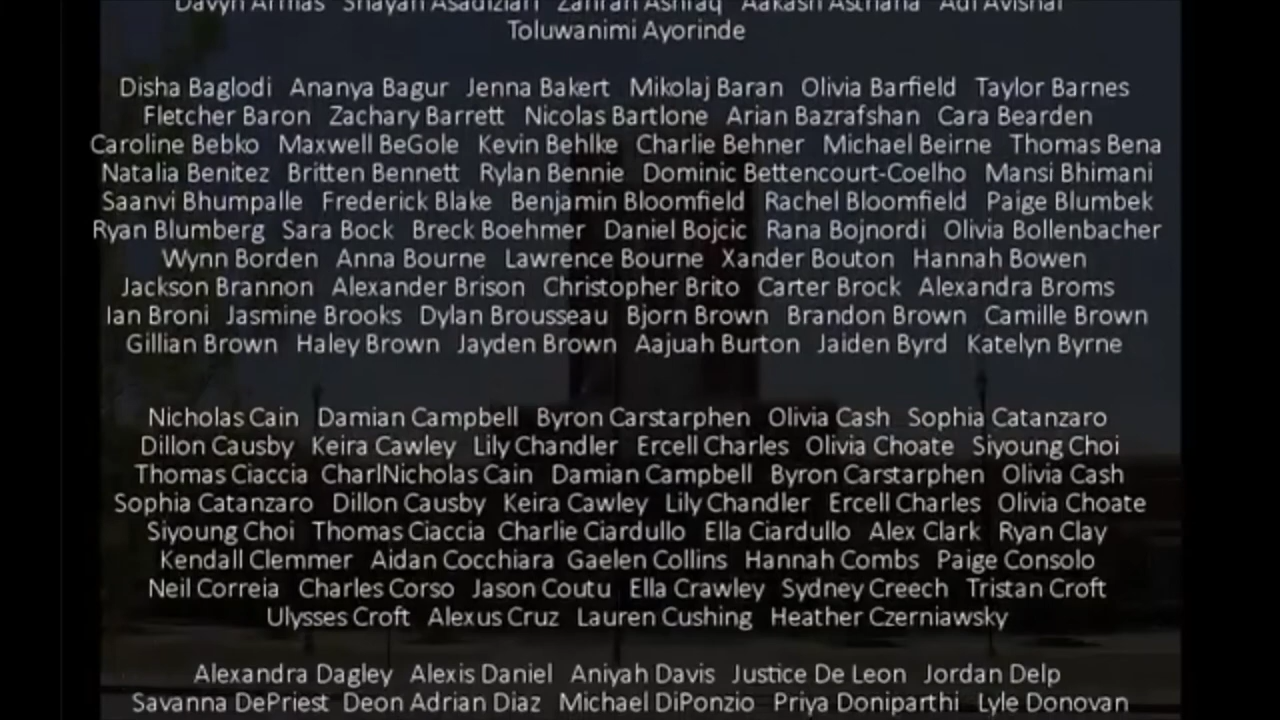 Davyn Armas Shayan Asadizian Zahrah Ashfaq Aakash Asthana Adi Avishai
Toluwanimi Ayorinde
Disha Baglodi Ananya Bagur Jenna Bakert Mikolaj Baran Olivia Barfield Taylor Barnes
Fletcher Baron Zachary Barrett Nicolas Bartlone Arian Bazrafshan Cara Bearden
Caroline Bebko Maxwell BeGole Kevin Behlke Charlie Behner Michael Beirne Thomas Bena
Natalia Benitez Britten Bennett Rylan Bennie Dominic Bettencourt-Coelho Mansi Bhimani
Saanvi Bhumpalle Frederick Blake Benjamin Bloomfield Rachel Bloomfield Paige Blumbek
Ryan Blumberg Sara Bock Breck Boehmer Daniel Bojcic Rana Bojnordi Olivia Bollenbacher
Wynn Borden Anna Bourne Lawrence Bourne Xander Bouton Hannah Bowen
Jackson Brannon Alexander Brison Christopher Brito Carter Brock Alexandra Broms
Ian Broni Jasmine Brooks Dylan Brousseau Bjorn Brown Brandon Brown Camille Brown
Gillian Brown Haley Brown Jayden Brown Aajuah Burton Jaiden Byrd Katelyn Byrne
Nicholas Cain Damian Campbell Byron Carstarphen Olivia Cash Sophia Catanzaro
Dillon Causby Keira Cawley Lily Chandler Ercell Charles Olivia Choate Siyoung Choi
Thomas Ciaccia CharlNicholas Cain Damian Campbell Byron Carstarphen Olivia Cash
Sophia Catanzaro Dillon Causby Keira Cawley Lily Chandler Ercell Charles Olivia Choate
Siyoung Choi Thomas Ciaccia Charlie Ciardullo Ella Ciardullo Alex Clark Ryan Clay
Kendall Clemmer Aidan Cocchiara Gaelen Collins Hannah Combs Paige Consolo
Neil Correia Charles Corso Jason Coutu Ella Crawley Sydney Creech Tristan Croft
Ulysses Croft Alexus Cruz Lauren Cushing Heather Czerniawsky
Alexandra Dagley Alexis Daniel Aniyah Davis Justice De Leon Jordan Delp
Savanna DePriest Deon Adrian Diaz Michael DiPonzio Priya Doniparthi Lyle Donovan